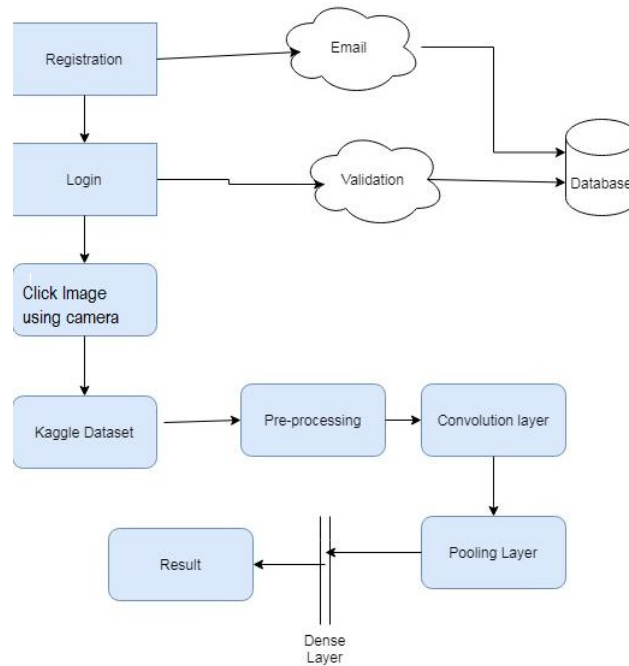 Registration
Email
Login
Validation
Database
Click Image
using camera
Kaggle Dataset
Pre-processing
Convolution layer
Result
Pooling Layer
Dense
Layer